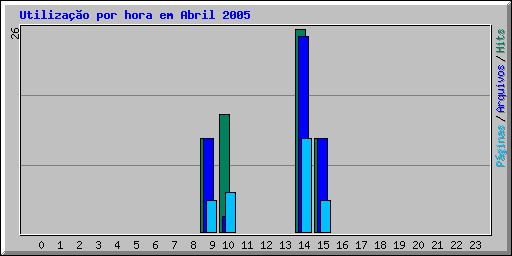 Utilização por hora em Abril 2005
26
Páginas / Arquivos / Hits
0 1 2 3 4 5 6 7 8 9 10 11 12 13 14 15 16 17 18 19 20 21 22 23